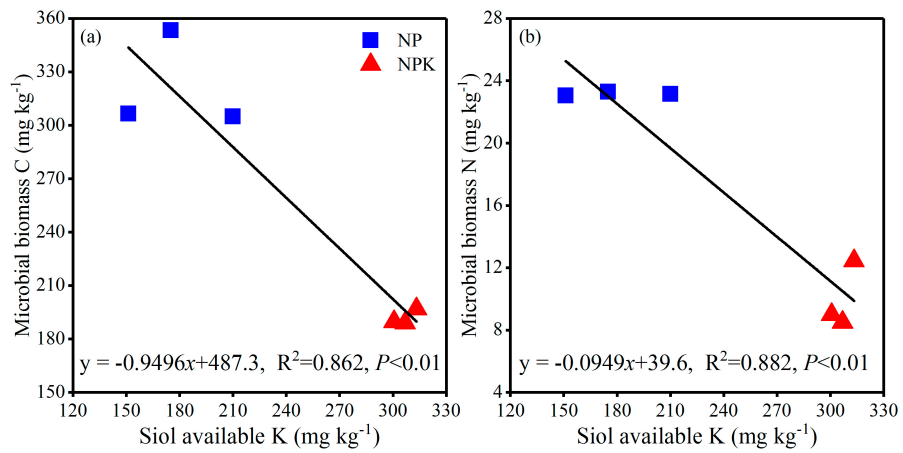 (a)
NP
NPK
Microbial biomass C (mg kg⁻¹)
360
330
300
270
240
210
180
150
y = -0.9496x+487.3, R²=0.862, P<0.01
120 150 180 210 240 270 300 330
Siol available K (mg kg⁻¹)
(b)
Microbial biomass N (mg kg⁻¹)
28
24
20
16
12
8
4
y = -0.0949x+39.6, R²=0.882, P<0.01
120 150 180 210 240 270 300 330
Siol available K (mg kg⁻¹)